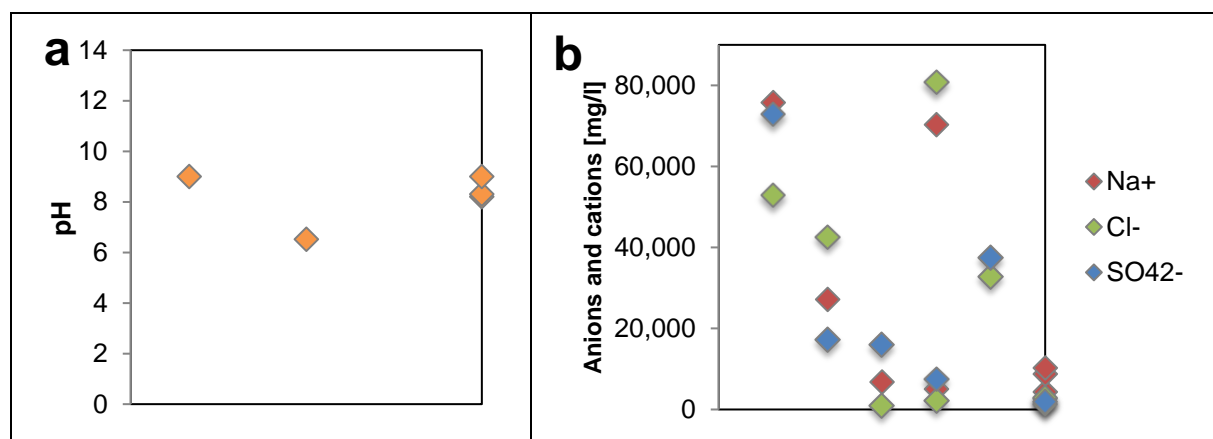 a
pH
14
12
10
8
6
4
2
0
b
Anions and cations [mg/l]
80,000
60,000
40,000
20,000
0
Na+
Cl-
SO42-